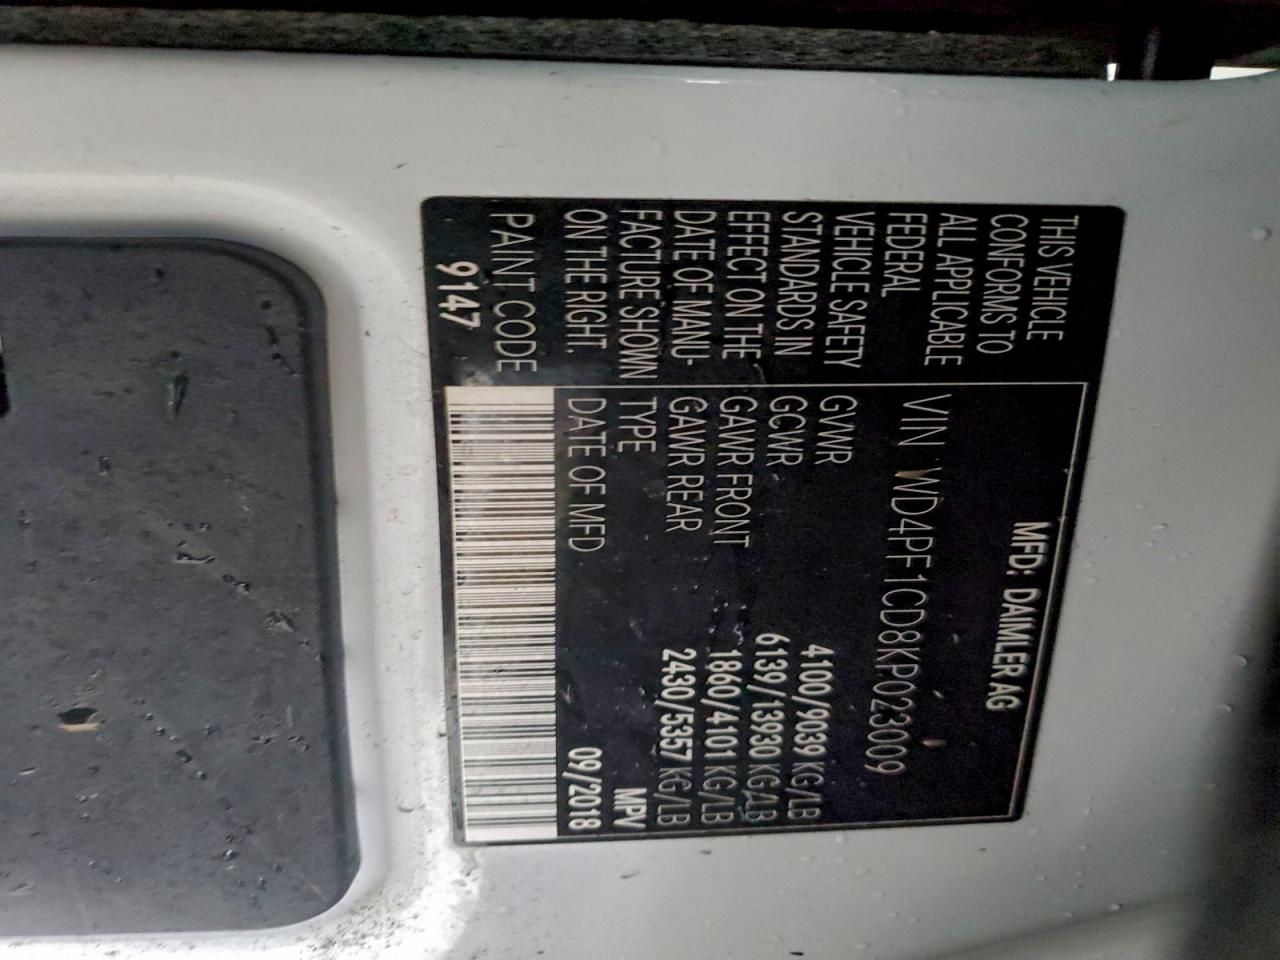 THIS VEHICLE
CONFORMS TO
ALL APPLICABLE
FEDERAL
VEHICLE SAFETY
STANDARDS IN
EFFECT ON THE
DATE OF MANU-
FACTURE SHOWN
ON THE RIGHT.
PAINT CODE
9147
MFD: DAIMLER AG
VIN WD4PF1CD8KP023009
GVWR 4100/9039 KG/LB
GCWR 6139/13930 KG/LB
GAWR FRONT 1860/4101 KG/LB
GAWR REAR 2430/5357 KG/LB
TYPE MPV
DATE OF MFD 09/2018